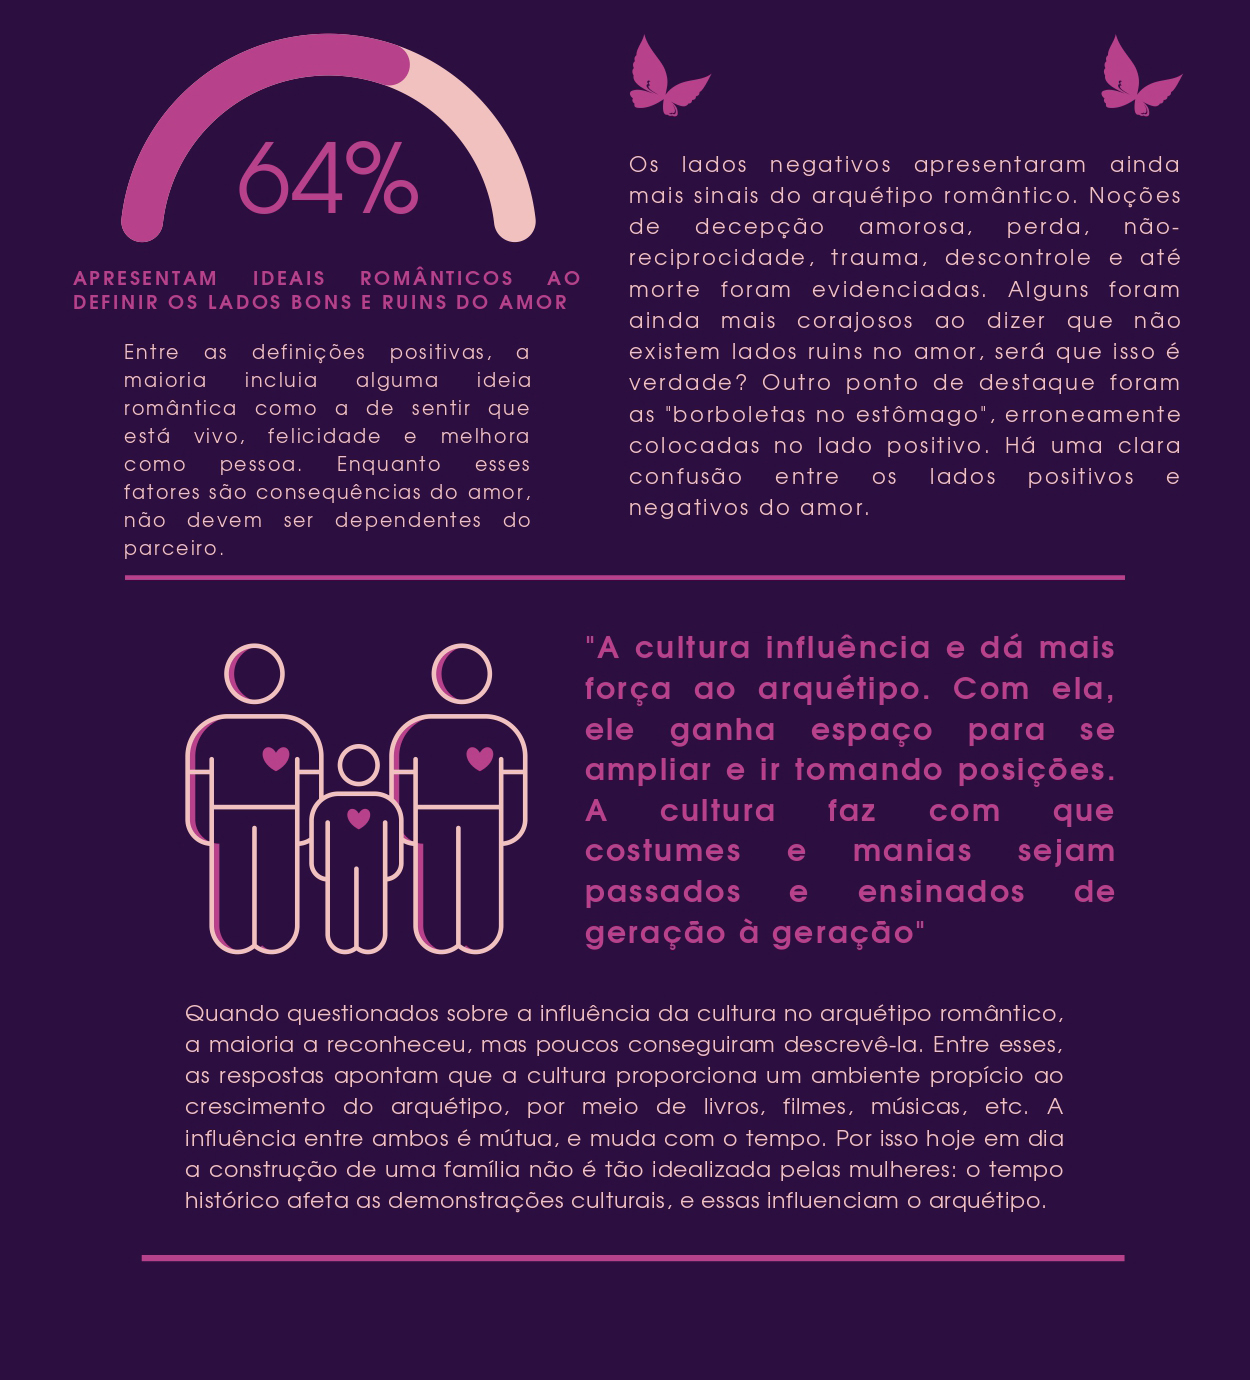 64%
APRESENTAM IDEAIS ROMÂNTICOS AO
DEFINIR OS LADOS BONS E RUINS DO AMOR
Entre as definições positivas, a
maioria incluia alguma ideia
romântica como a de sentir que
está vivo, felicidade e melhora
como pessoa. Enquanto esses
fatores são consequências do amor,
não devem ser dependentes do
parceiro.
Os lados negativos apresentaram ainda
mais sinais do arquétipo romântico. Noções
de decepção amorosa, perda, não-
reciprocidade, trauma, descontrole e até
morte foram evidenciadas. Alguns foram
ainda mais corajosos ao dizer que não
existem lados ruins no amor, será que isso é
verdade? Outro ponto de destaque foram
as "borboletas no estômago", erroneamente
colocadas no lado positivo. Há uma clara
confusão entre os lados positivos e
negativos do amor.
"A cultura influência e dá mais
força ao arquétipo. Com ela,
ele ganha espaço para se
ampliar e ir tomando posições.
A cultura faz com que
costumes e manias sejam
passados e ensinados de
geração à geração"
Quando questionados sobre a influência da cultura no arquétipo romântico,
a maioria a reconheceu, mas poucos conseguiram descrevê-la. Entre esses,
as respostas apontam que a cultura proporciona um ambiente propício ao
crescimento do arquétipo, por meio de livros, filmes, músicas, etc. A
influência entre ambos é mútua, e muda com o tempo. Por isso hoje em dia
a construção de uma família não é tão idealizada pelas mulheres: o tempo
histórico afeta as demonstrações culturais, e essas influenciam o arquétipo.